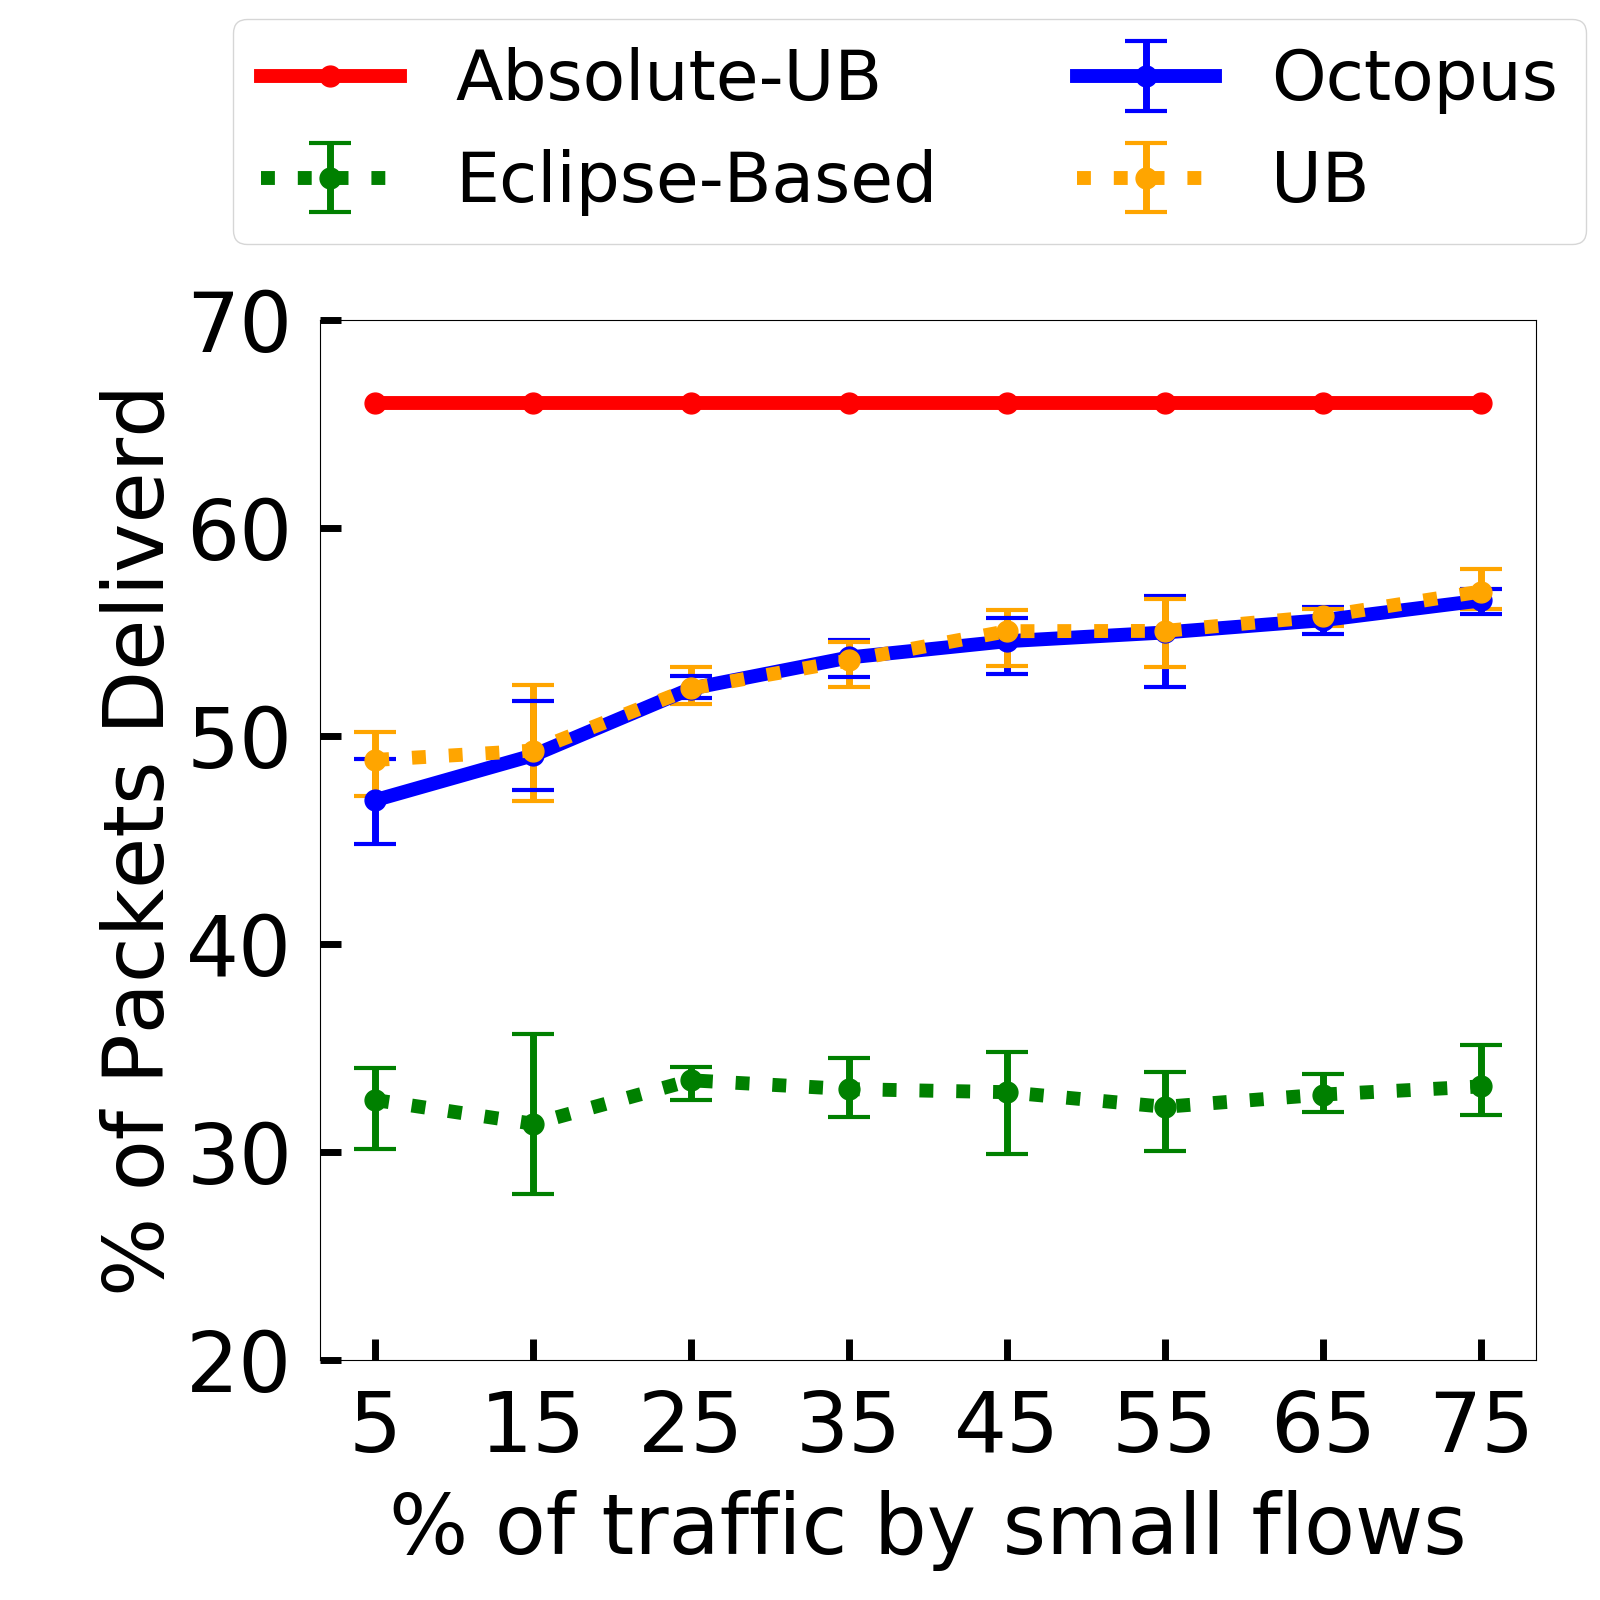 Absolute-UB
Octopus
Eclipse-Based
UB
% of Packets Deliverd
70
60
50
40
30
20
5 15 25 35 45 55 65 75
% of traffic by small flows